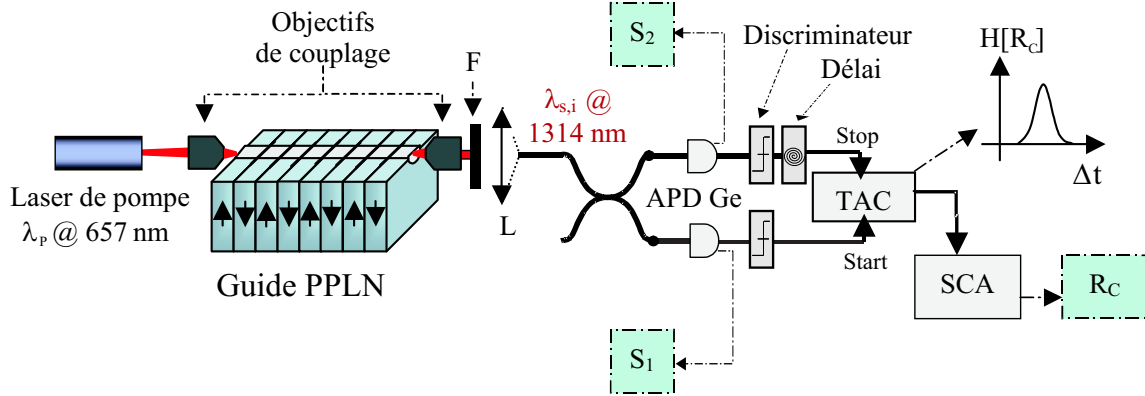 Objectifs
de couplage
F
λs,i @
1314 nm
S2
Discriminateur
Délai
H[RC]
Δt
Laser de pompe
λP @ 657 nm
Guide PPLN
L
APD Ge
Stop
TAC
Start
SCA
RC
S1